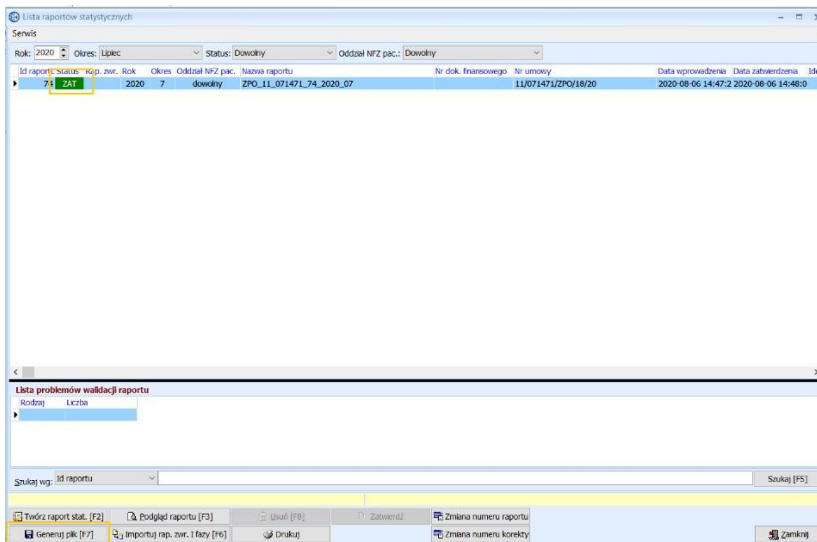 Lista raportów statystycznych
Serwis
Rok: 2020 Okres: Lipiec Status: Dowolny Oddział NFZ pac.: Dowolny
Id raportu Status Rap. zwr. Rok Okres Oddział NFZ pac. Nazwa raportu Nr dok. finansowego Nr umowy Data wprowadzenia Data zatwierdzenia Ide
74 ZAT 2020 7 dowolny ZPO_11_071471_74_2020_07 11/071471/ZPO/18/20 2020-08-06 14:47:2 2020-08-06 14:48:0
Lista problemów walidacji raportu
Rodzaj Liczba
Szukaj wg: Id raportu Szukaj [F5]
Twórz raport stat. [F2] Podgląd raportu [F3] Usuń [F8] Zatwierdź Zmiana numeru raportu
Generuj plik [F7] Importuj rap. zwr. I fazy [F6] Drukuj Zmiana numeru korekty Zamknij